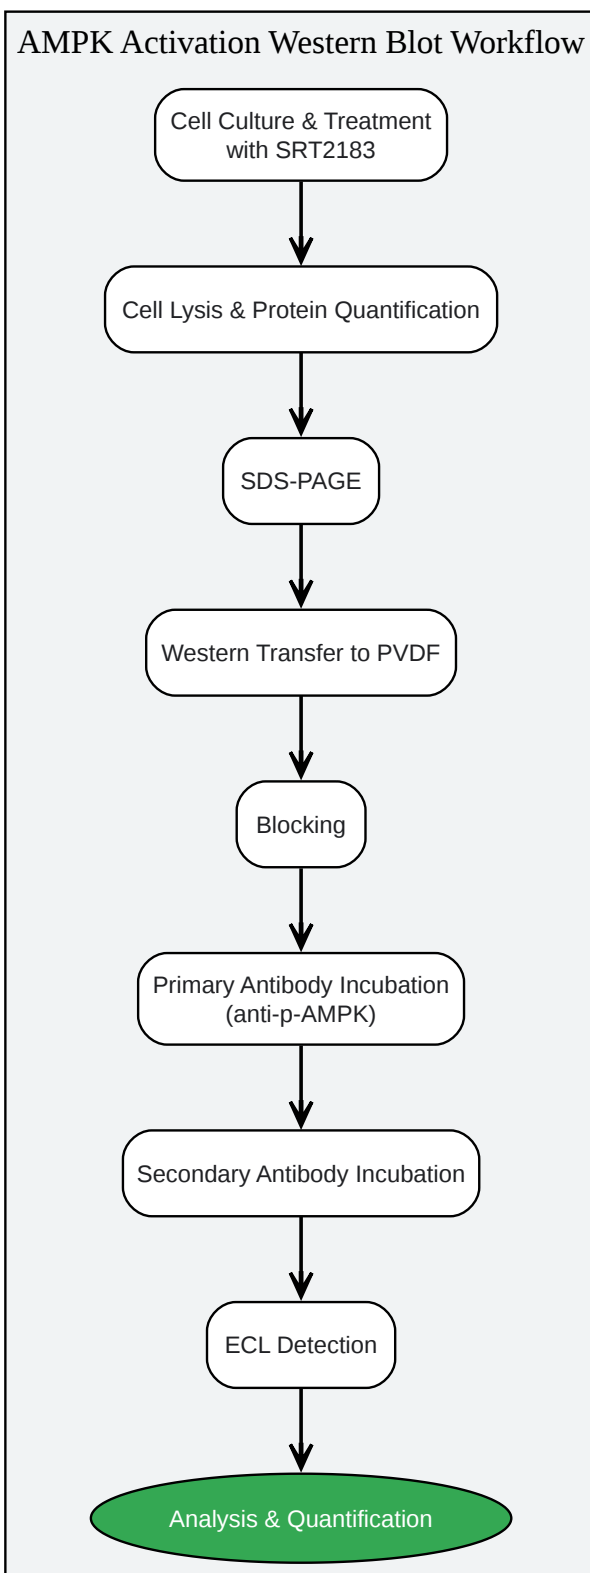 AMPK Activation Western Blot Workflow
Cell Culture & Treatment
with SRT2183
Cell Lysis & Protein Quantification
SDS-PAGE
Western Transfer to PVDF
Blocking
Primary Antibody Incubation
(anti-p-AMPK)
Secondary Antibody Incubation
ECL Detection
Analysis & Quantification